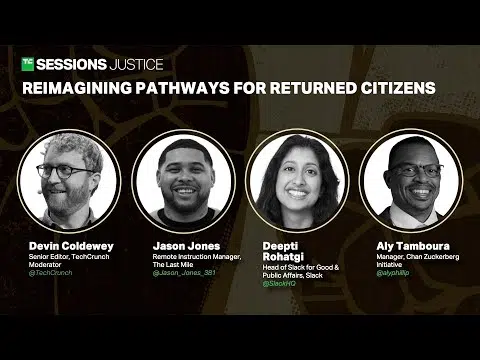 TC SESSIONS JUSTICE
REIMAGINING PATHWAYS FOR RETURNED CITIZENS
Devin Coldewey
Senior Editor, TechCrunch
Moderator
@TechCrunch
Jason Jones
Remote Instruction Manager,
The Last Mile
@Jason_Jones_381
Deepti
Rohatgi
Head of Slack for Good &
Public Affairs, Slack
@SlackHQ
Aly Tamboura
Manager, Chan Zuckerberg
Initiative
@alyphillip